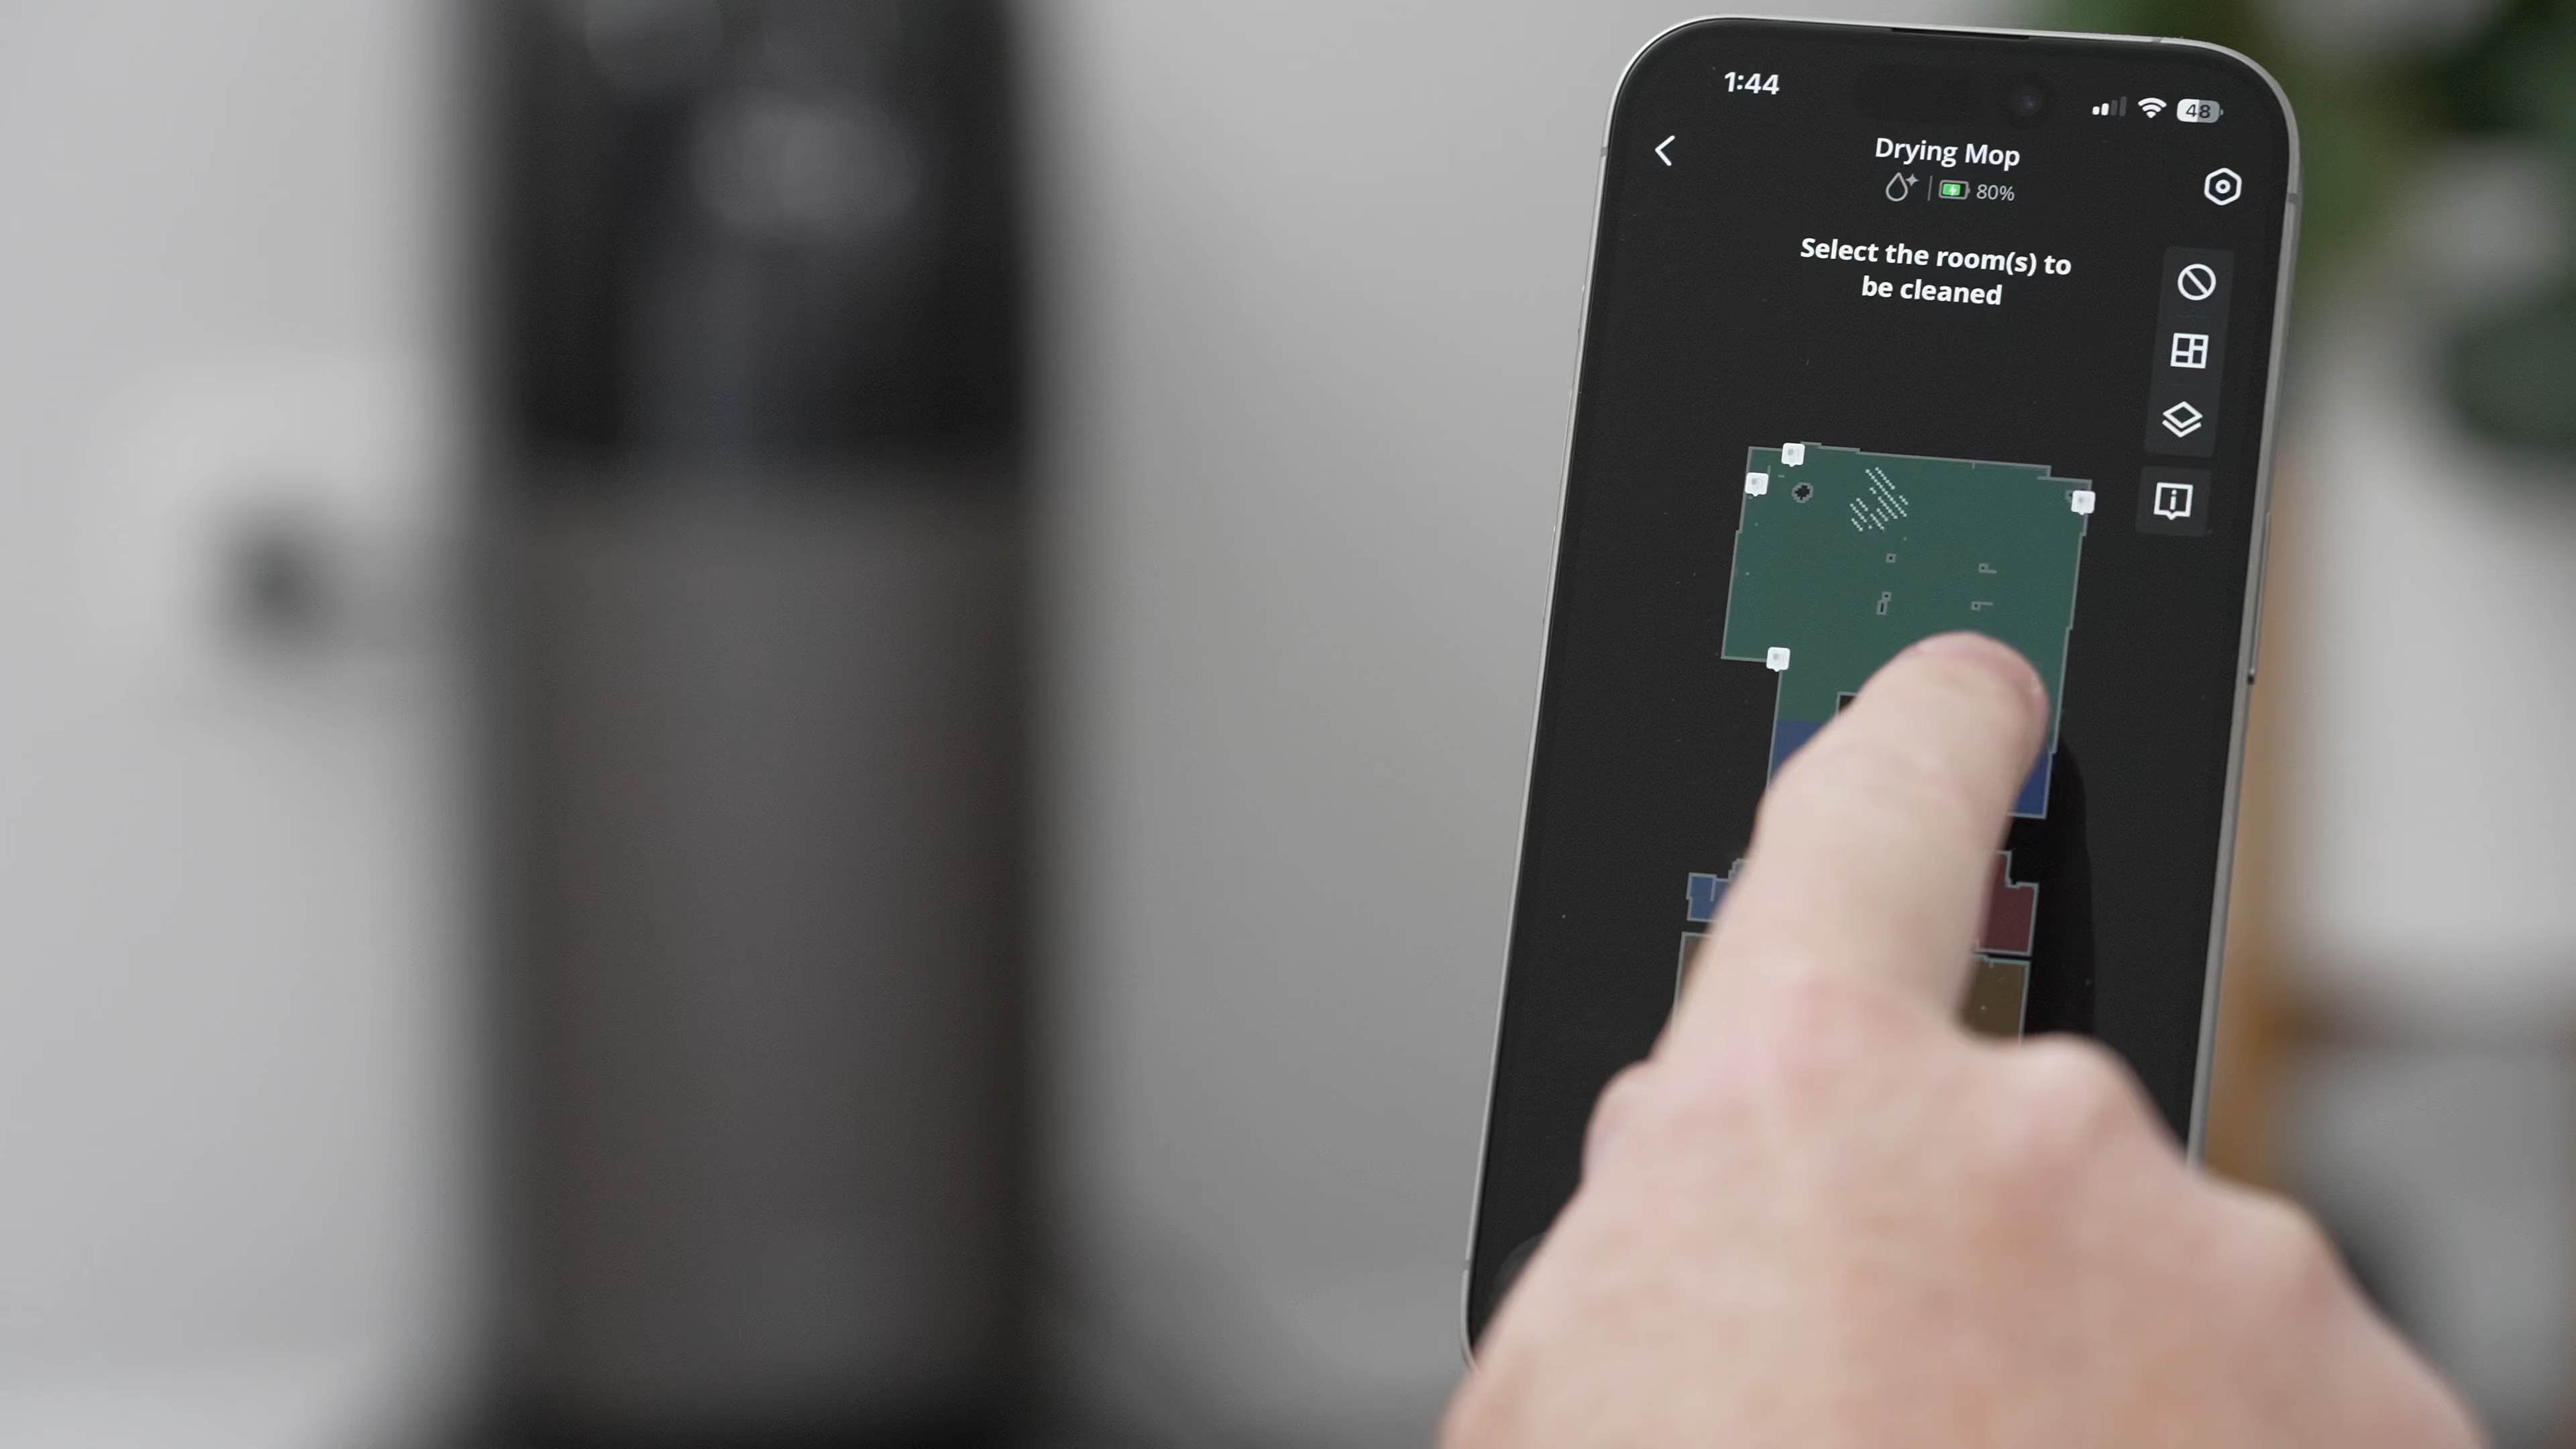 1:44
48
Drying Mop
80%
Select the room(s) to
be cleaned